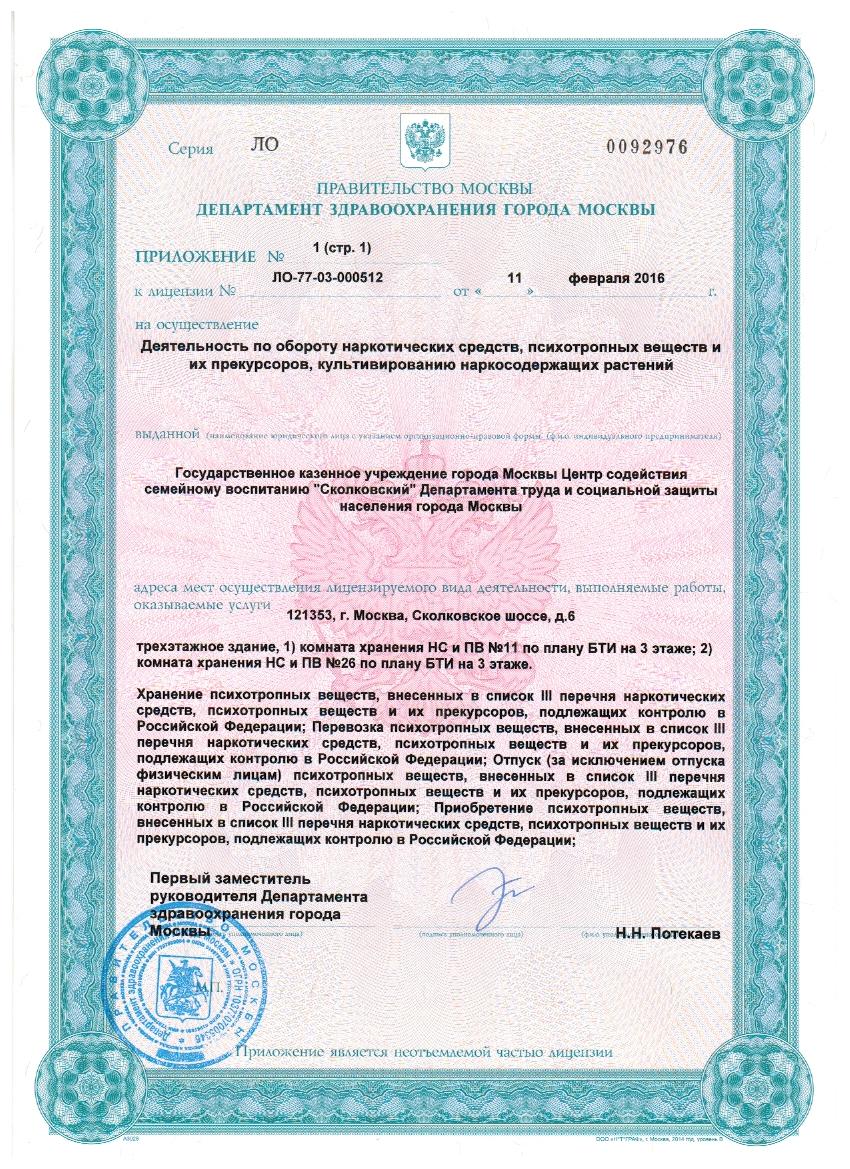 Серия ЛО 0092976
ПРАВИТЕЛЬСТВО МОСКВЫ
ДЕПАРТАМЕНТ ЗДРАВООХРАНЕНИЯ ГОРОДА МОСКВЫ
ПРИЛОЖЕНИЕ № 1 (стр. 1)
к лицензии № ЛО-77-03-000512 от « 11 » февраля 2016 г.
на осуществление
Деятельность по обороту наркотических средств, психотропных веществ и
их прекурсоров, культивированию наркосодержащих растений
выданной (наименование юридического лица с указанием организационно-правовой формы (ф.и.о. индивидуального предпринимателя)
Государственное казенное учреждение города Москвы Центр содействия
семейному воспитанию "Сколковский" Департамента труда и социальной защиты
населения города Москвы
адреса мест осуществления лицензируемого вида деятельности, выполняемые работы,
оказываемые услуги
121353, г. Москва, Сколковское шоссе, д.6
трехэтажное здание, 1) комната хранения НС и ПВ №11 по плану БТИ на 3 этаже; 2)
комната хранения НС и ПВ №26 по плану БТИ на 3 этаже.
Хранение психотропных веществ, внесенных в список III перечня наркотических
средств, психотропных веществ и их прекурсоров, подлежащих контролю в
Российской Федерации; Перевозка психотропных веществ, внесенных в список III
перечня наркотических средств, психотропных веществ и их прекурсоров,
подлежащих контролю в Российской Федерации; Отпуск (за исключением отпуска
физическим лицам) психотропных веществ, внесенных в список III перечня
наркотических средств, психотропных веществ и их прекурсоров, подлежащих
контролю в Российской Федерации; Приобретение психотропных веществ,
внесенных в список III перечня наркотических средств, психотропных веществ и их
прекурсоров, подлежащих контролю в Российской Федерации;
Первый заместитель
руководителя Департамента
здравоохранения города
Москвы
(подпись уполномоченного лица)
Н.Н. Потекаев
ПРАВИТЕЛЬСТВО МОСКВЫ
М.П.
Приложение является неотъемлемой частью лицензии